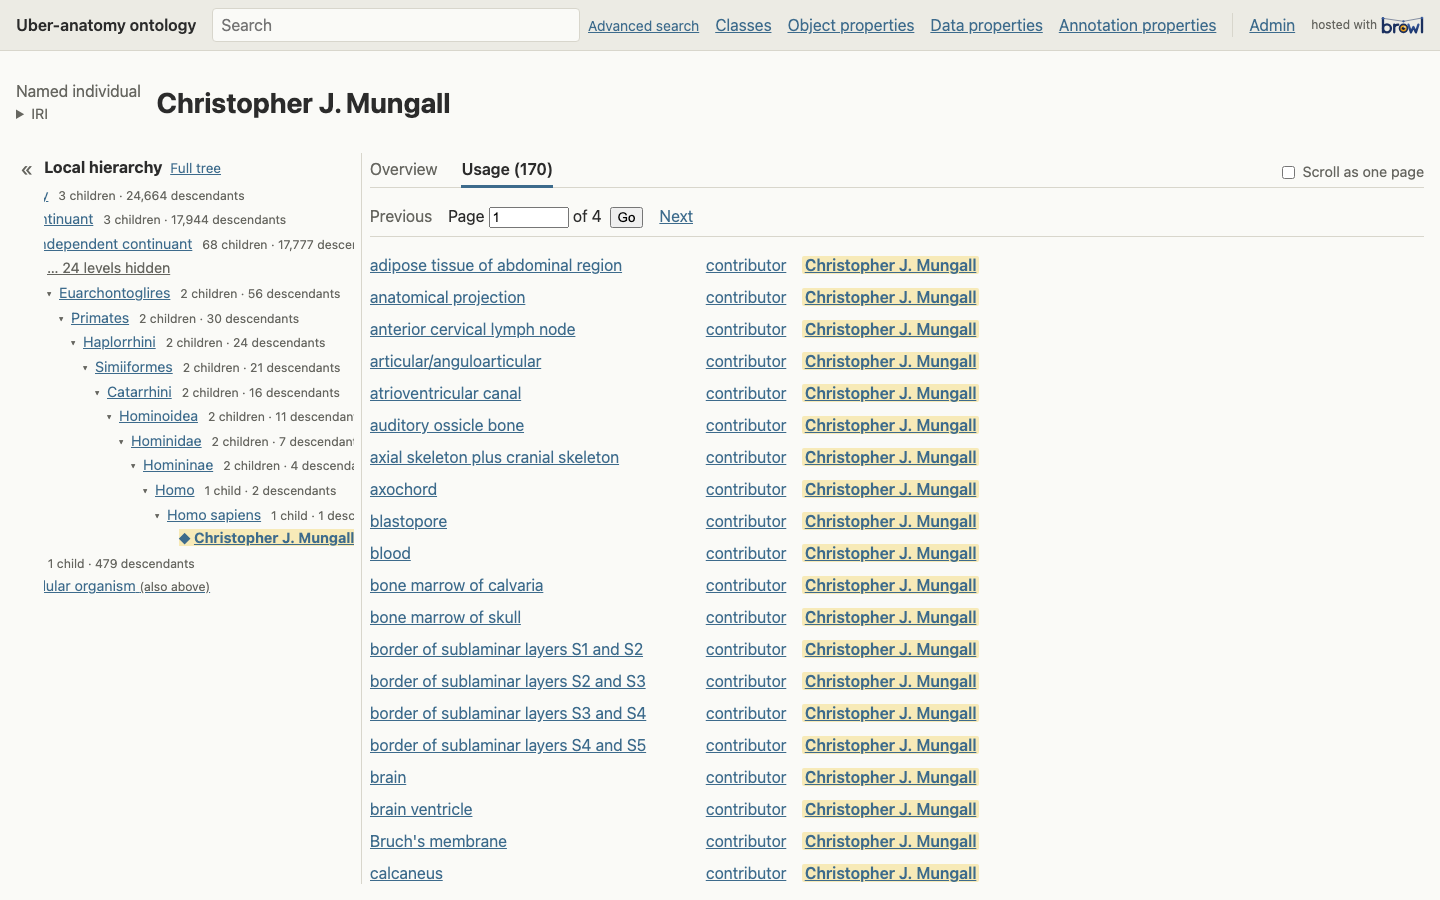 Uber-anatomy ontology Search Advanced search Classes Object properties Data properties Annotation properties Admin hosted with browl
Named individual
▶ IRI
Christopher J. Mungall
« Local hierarchy Full tree
y 3 children · 24,664 descendants
ntinuant 3 children · 17,944 descendants
ndependent continuant 68 children · 17,777 descen
... 24 levels hidden
▾ Euarchontoglires 2 children · 56 descendants
▾ Primates 2 children · 30 descendants
▾ Haplorrhini 2 children · 24 descendants
▾ Simiiformes 2 children · 21 descendants
▾ Catarrhini 2 children · 16 descendants
▾ Hominoidea 2 children · 11 descendan
▾ Hominidae 2 children · 7 descendant
▾ Homininae 2 children · 4 descenda
▾ Homo 1 child · 2 descendants
▾ Homo sapiens 1 child · 1 desc
◆ Christopher J. Mungall
1 child · 479 descendants
lular organism (also above)
Overview Usage (170) Scroll as one page
Previous Page 1 of 4 Go Next
adipose tissue of abdominal region contributor Christopher J. Mungall
anatomical projection contributor Christopher J. Mungall
anterior cervical lymph node contributor Christopher J. Mungall
articular/anguloarticular contributor Christopher J. Mungall
atrioventricular canal contributor Christopher J. Mungall
auditory ossicle bone contributor Christopher J. Mungall
axial skeleton plus cranial skeleton contributor Christopher J. Mungall
axochord contributor Christopher J. Mungall
blastopore contributor Christopher J. Mungall
blood contributor Christopher J. Mungall
bone marrow of calvaria contributor Christopher J. Mungall
bone marrow of skull contributor Christopher J. Mungall
border of sublaminar layers S1 and S2 contributor Christopher J. Mungall
border of sublaminar layers S2 and S3 contributor Christopher J. Mungall
border of sublaminar layers S3 and S4 contributor Christopher J. Mungall
border of sublaminar layers S4 and S5 contributor Christopher J. Mungall
brain contributor Christopher J. Mungall
brain ventricle contributor Christopher J. Mungall
Bruch's membrane contributor Christopher J. Mungall
calcaneus contributor Christopher J. Mungall